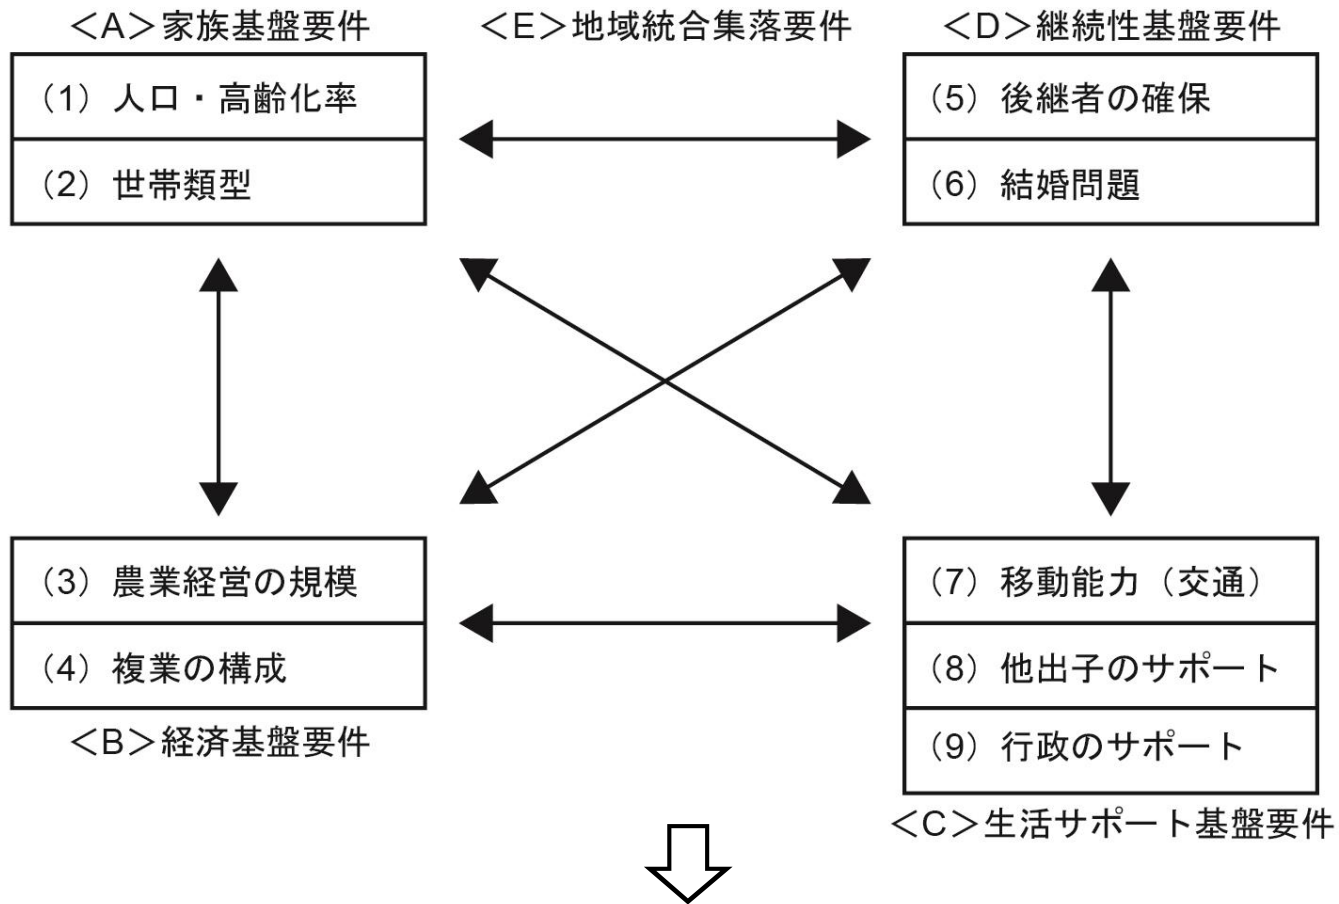 ＜A＞家族基盤要件
（1）人口・高齢化率
（2）世帯類型
＜E＞地域統合集落要件
＜D＞継続性基盤要件
（5）後継者の確保
（6）結婚問題
（3）農業経営の規模
（4）複業の構成
＜B＞経済基盤要件
（7）移動能力（交通）
（8）他出子のサポート
（9）行政のサポート
＜C＞生活サポート基盤要件